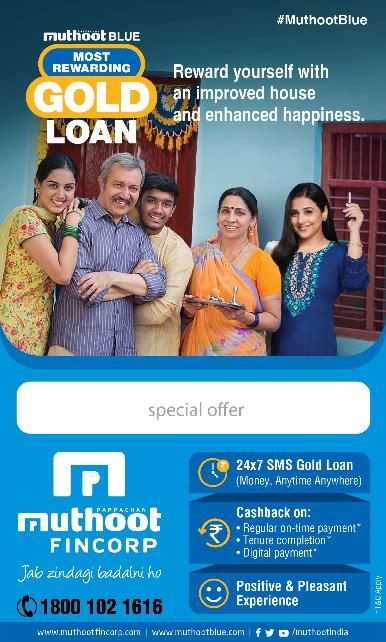 #MuthootBlue
muthoot BLUE
MOST
REWARDING
GOLD
LOAN
Reward yourself with
an improved house
and enhanced happiness.
special offer
PAPPACHAN
muthoot
FINCORP
Jab zindagi badalni ho
1800 102 1616
24x7 SMS Gold Loan
(Money, Anytime Anywhere)
Cashback on:
• Regular on-time payment*
• Tenure completion*
• Digital payment*
Positive & Pleasant
Experience
*T&C Apply
www.muthootfincorp.com | www.muthootblue.com | /muthootindia